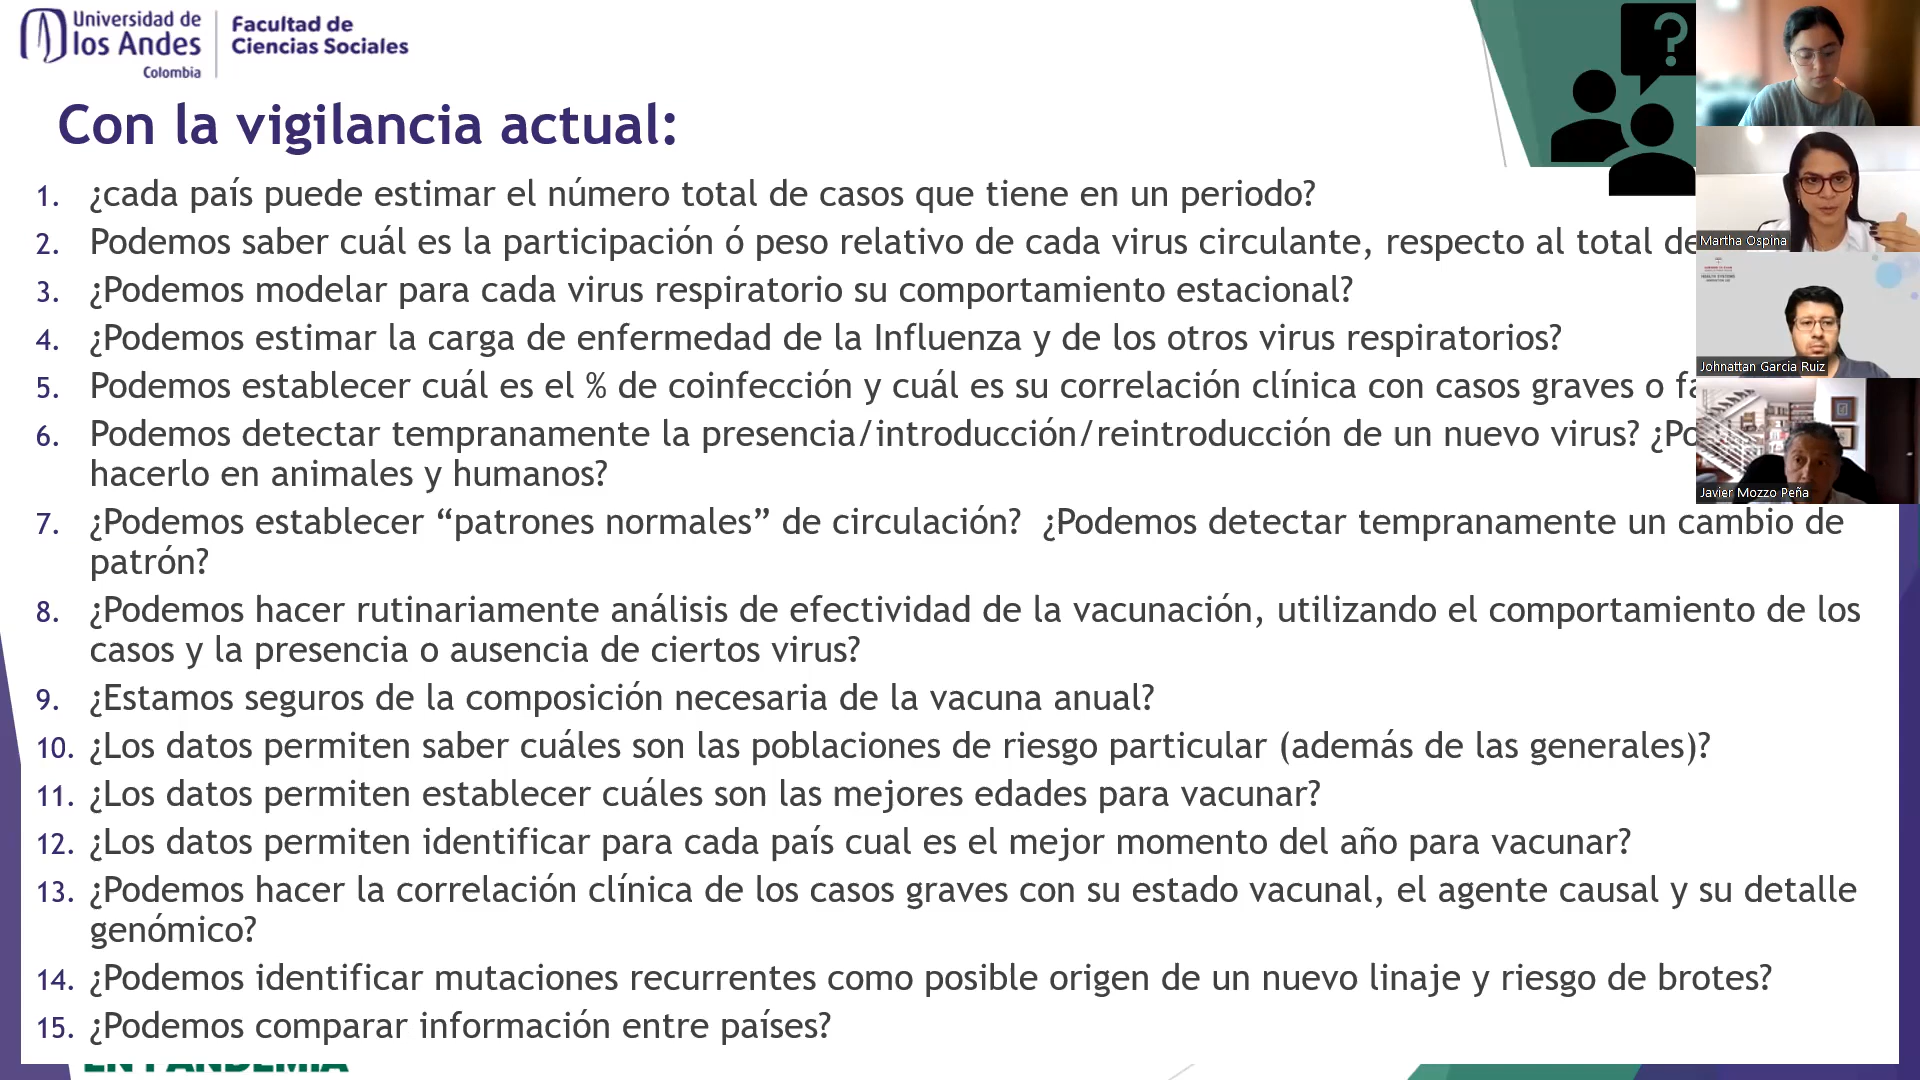 Universidad de
los Andes
Colombia
Facultad de
Ciencias Sociales
Con la vigilancia actual:
1. ¿cada país puede estimar el número total de casos que tiene en un periodo?
2. Podemos saber cuál es la participación ó peso relativo de cada virus circulante, respecto al total de
3. ¿Podemos modelar para cada virus respiratorio su comportamiento estacional?
4. ¿Podemos estimar la carga de enfermedad de la Influenza y de los otros virus respiratorios?
5. Podemos establecer cuál es el % de coinfección y cuál es su correlación clínica con casos graves o
6. Podemos detectar tempranamente la presencia/introducción/reintroducción de un nuevo virus?
hacerlo en animales y humanos?
7. ¿Podemos establecer “patrones normales” de circulación? ¿Podemos detectar tempranamente un cambio de
patrón?
8. ¿Podemos hacer rutinariamente análisis de efectividad de la vacunación, utilizando el comportamiento de los
casos y la presencia o ausencia de ciertos virus?
9. ¿Estamos seguros de la composición necesaria de la vacuna anual?
10. ¿Los datos permiten saber cuáles son las poblaciones de riesgo particular (además de las generales)?
11. ¿Los datos permiten establecer cuáles son las mejores edades para vacunar?
12. ¿Los datos permiten identificar para cada país cual es el mejor momento del año para vacunar?
13. ¿Podemos hacer la correlación clínica de los casos graves con su estado vacunal, el agente causal y su detalle
genómico?
14. ¿Podemos identificar mutaciones recurrentes como posible origen de un nuevo linaje y riesgo de brotes?
15. ¿Podemos comparar información entre países?
EN PANDEMIA
?
Martha Ospina
Johnattan Garcia Ruiz
Javier Mozzo Peña